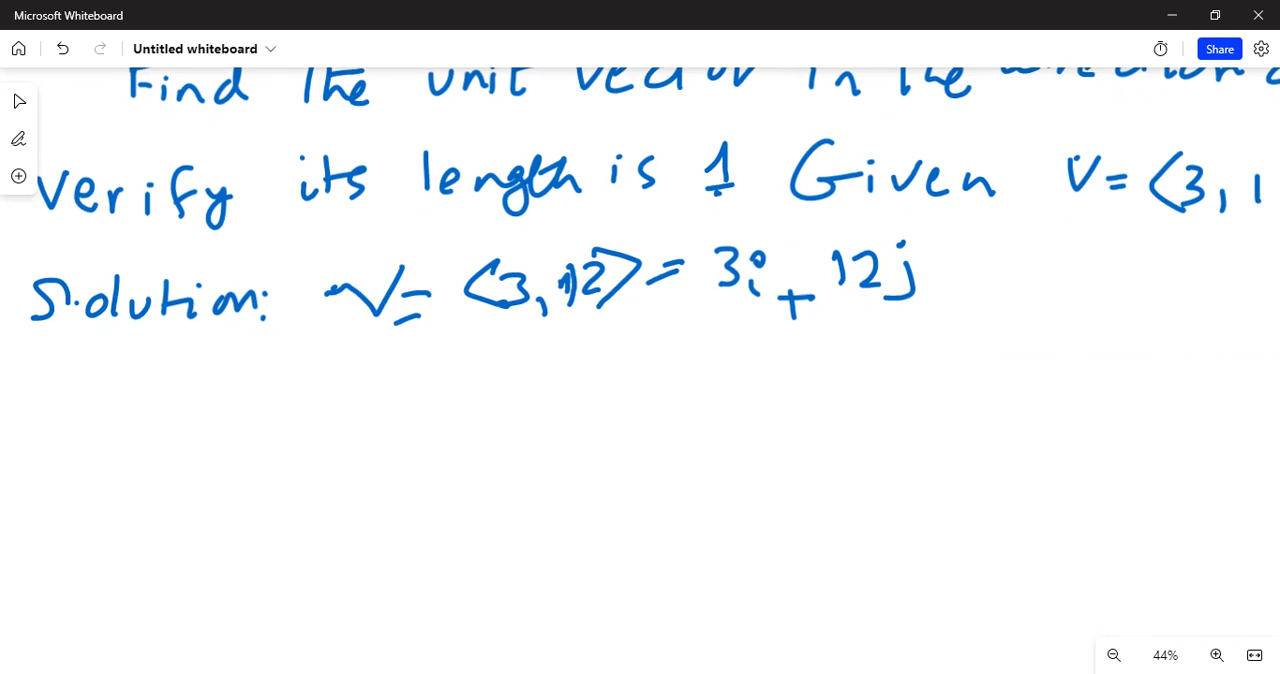 Microsoft Whiteboard
Untitled whiteboard
Share
Find the unit vector in the direction
verify its length is 1 Given V = <3, 1
Solution: V = <3, 12> = 3i + 12j
44%